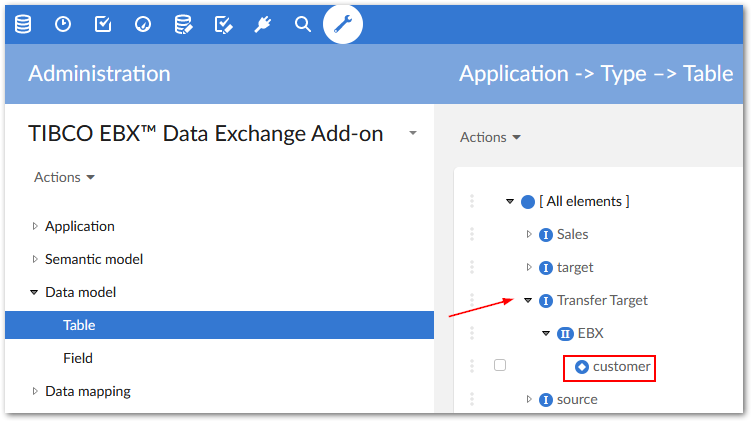 Administration
Application -> Type –> Table
TIBCO EBX™ Data Exchange Add-on
Actions
Application
Semantic model
Data model
Table
Field
Data mapping
Actions
[ All elements ]
I Sales
I target
I Transfer Target
II EBX
customer
I source